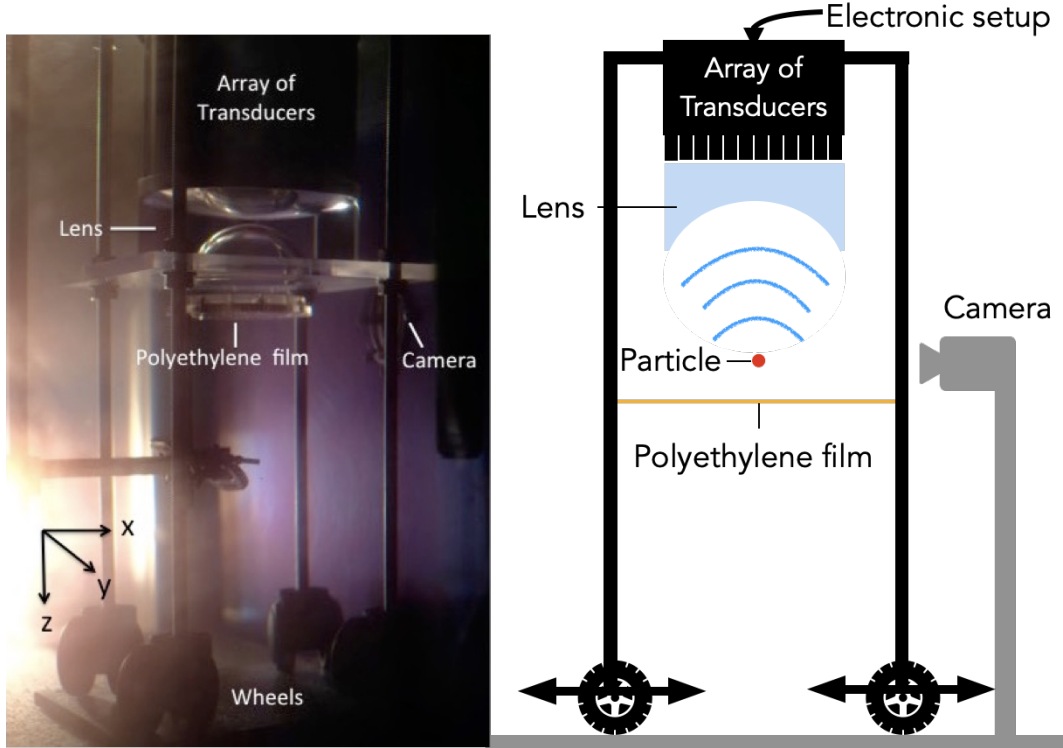 Array of
Transducers
Lens
Polyethylene film
Camera
x
y
z
Wheels
Electronic setup
Array of
Transducers
Lens
Camera
Particle
Polyethylene film